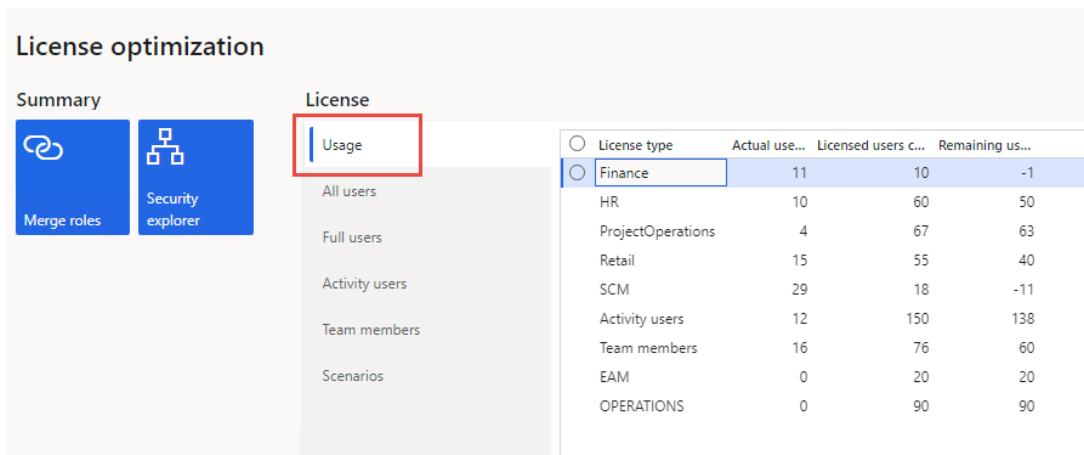 License optimization
Summary
Merge roles
Security
explorer
License
Usage
All users
Full users
Activity users
Team members
Scenarios
License type Actual use... Licensed users c... Remaining us...
Finance 11 10 -1
HR 10 60 50
ProjectOperations 4 67 63
Retail 15 55 40
SCM 29 18 -11
Activity users 12 150 138
Team members 16 76 60
EAM 0 20 20
OPERATIONS 0 90 90